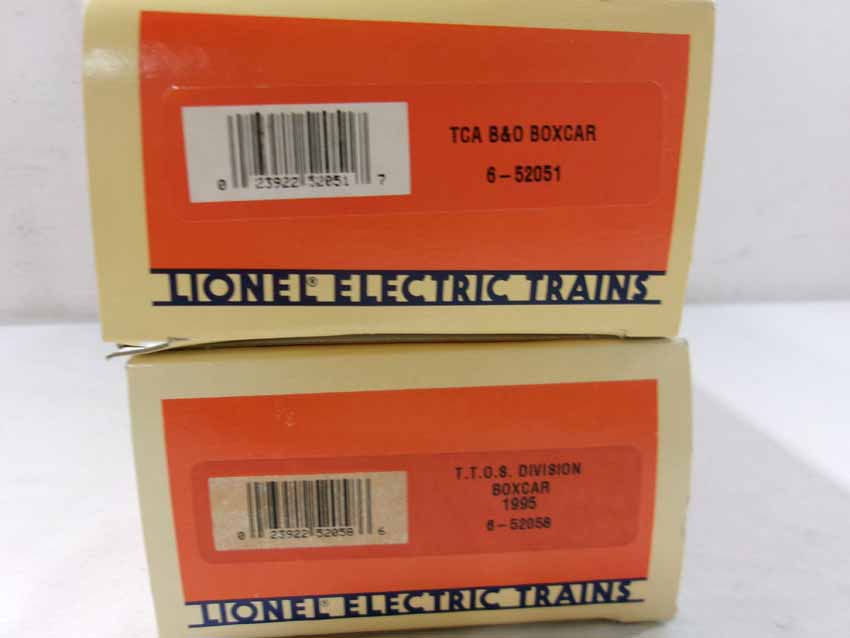 TCA B&O BOXCAR
6-52051
0 23922 52051 7
LIONEL® ELECTRIC TRAINS
T.T.O.S. DIVISION
BOXCAR
1995
6-52058
0 23922 52058 6
LIONEL® ELECTRIC TRAINS